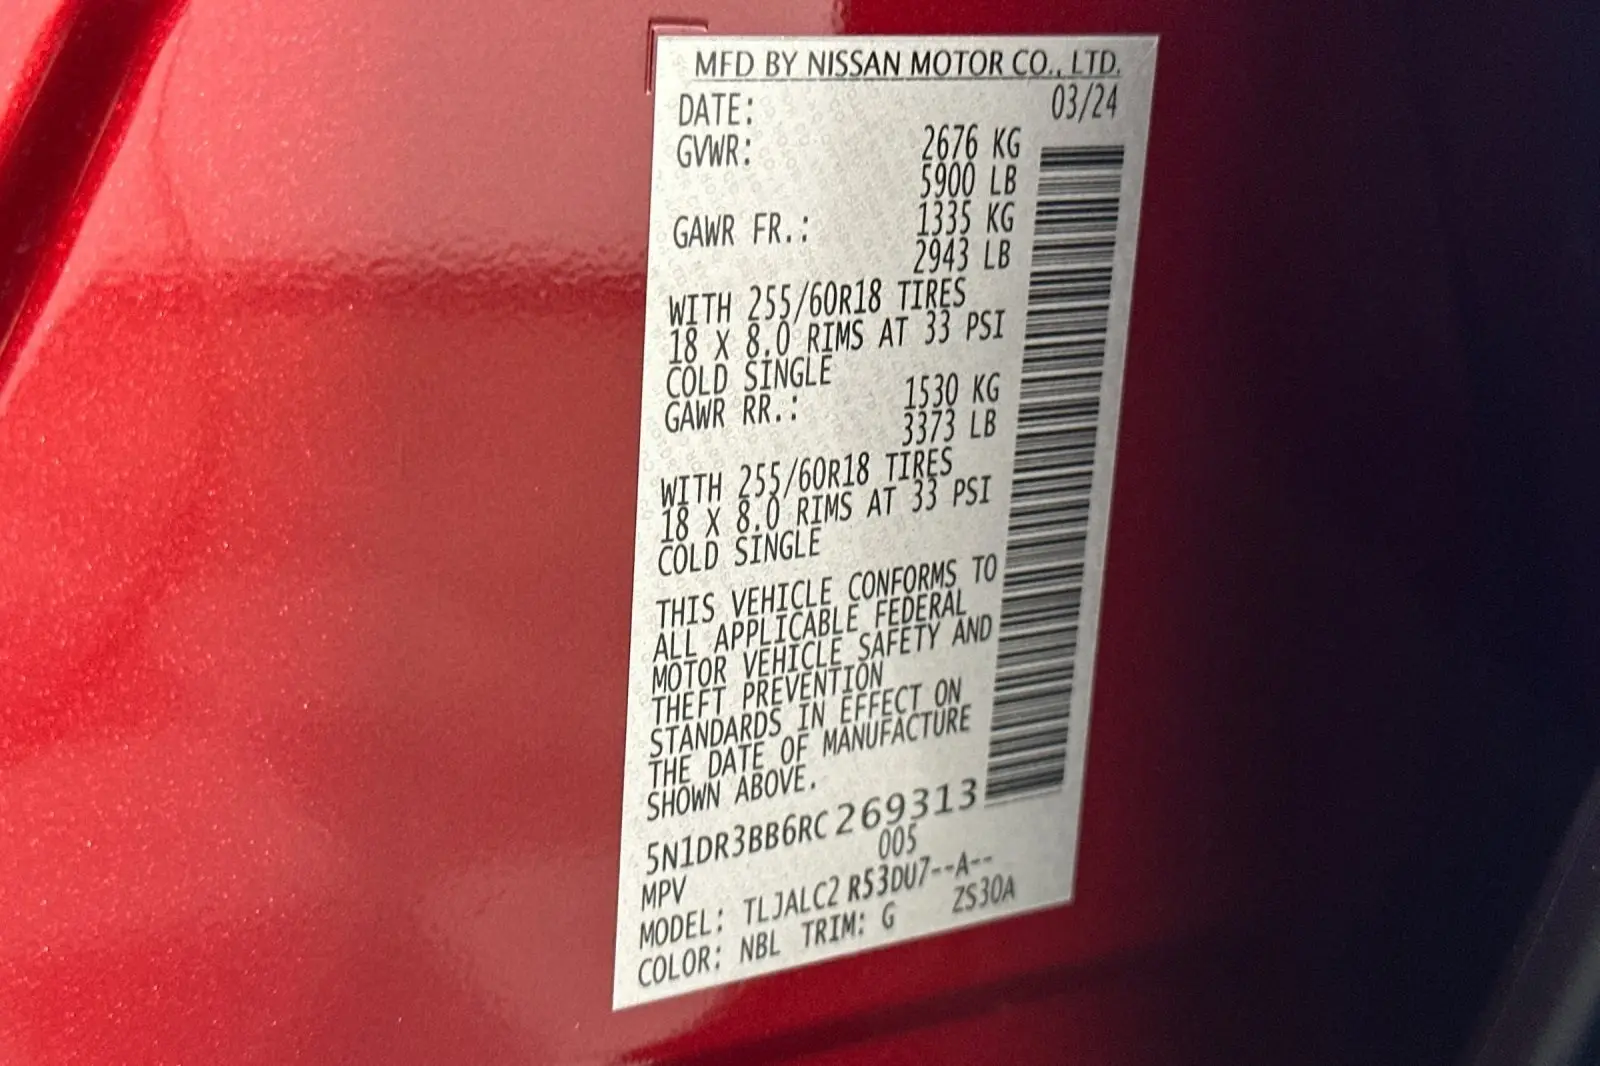 MFD BY NISSAN MOTOR CO., LTD.
DATE: 03/24
GVWR: 2676 KG
5900 LB
GAWR FR.: 1335 KG
2943 LB
WITH 255/60R18 TIRES
18 X 8.0 RIMS AT 33 PSI
COLD SINGLE
GAWR RR.: 1530 KG
3373 LB
WITH 255/60R18 TIRES
18 X 8.0 RIMS AT 33 PSI
COLD SINGLE
THIS VEHICLE CONFORMS TO
ALL APPLICABLE FEDERAL
MOTOR VEHICLE SAFETY AND
THEFT PREVENTION
STANDARDS IN EFFECT ON
THE DATE OF MANUFACTURE
SHOWN ABOVE.
5N1DR3BB6RC269313
MPV 005
MODEL: TLJALC2 R53DU7--A--
COLOR: NBL TRIM: G ZS30A